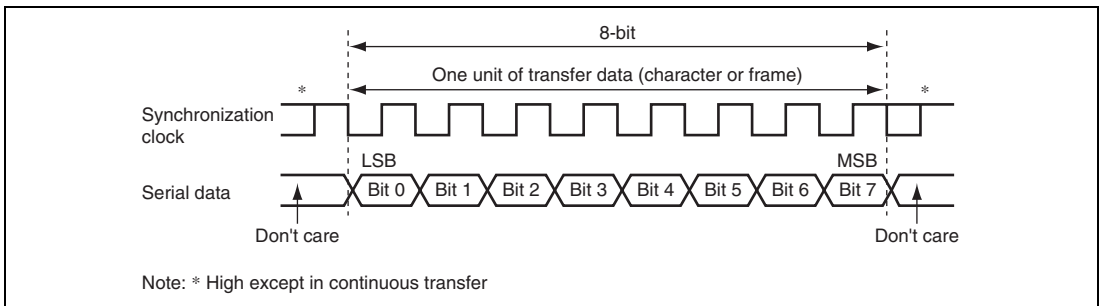 8-bit
One unit of transfer data (character or frame)
*
*
Synchronization
clock
LSB
MSB
Serial data
Bit 0
Bit 1
Bit 2
Bit 3
Bit 4
Bit 5
Bit 6
Bit 7
Don't care
Don't care
Note: * High except in continuous transfer